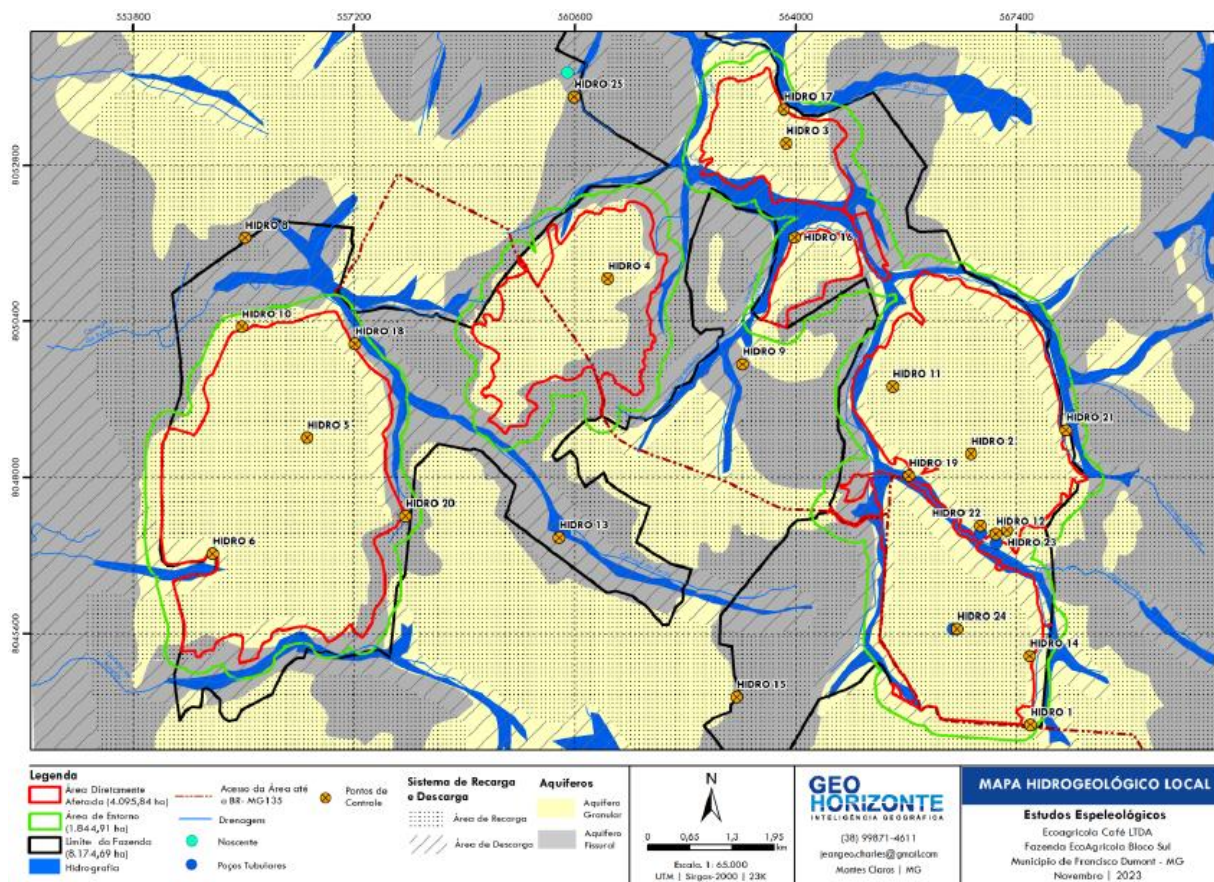 553800 557200 560600 564000 567400
8052800
8050400
8048000
8045600
HIDRO 25
HIDRO 17
HIDRO 3
HIDRO 8
HIDRO 16
HIDRO 4
HIDRO 10
HIDRO 18
HIDRO 9
HIDRO 11
HIDRO 5
HIDRO 21
HIDRO 2
HIDRO 19
HIDRO 20
HIDRO 22
HIDRO 12
HIDRO 13
HIDRO 23
HIDRO 6
HIDRO 24
HIDRO 14
HIDRO 15
HIDRO 1
Legenda
Área Diretamente
Afetada (4.095,84 ha)
Área de Entorno
(1.844,91 ha)
Limite da Fazenda
(8.174,69 ha)
Hidrografia
Acesso da Área até
a BR- MG135
Drenagens
Nascente
Poços Tubulares
Pontos de
Controle
Sistema de Recarga
e Descarga
Área de Recarga
Área de Descarga
Aquíferos
Aquífero
Granular
Aquífero
Fissural
N
0 0,65 1,3 1,95
km
Escala. 1: 65.000
UTM | Sirgas-2000 | 23K
GEO
HORIZONTE
INTELIGÊNCIA GEOGRÁFICA
(38) 99871-4611
jeangeo.charles@gmail.com
Montes Claros | MG
MAPA HIDROGEOLÓGICO LOCAL
Estudos Espeleológicos
Ecoagrícola Café LTDA
Fazenda EcoAgrícola Bloco Sul
Município de Francisco Dumont - MG
Novembro | 2023